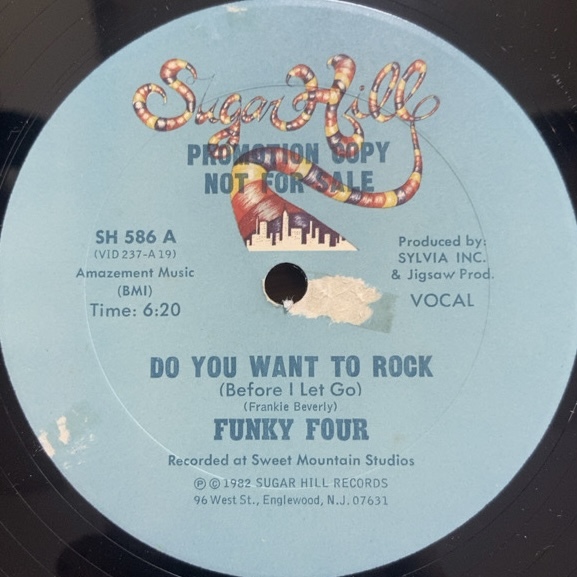 Sugar Hill
PROMOTION COPY
NOT FOR SALE
SH 586 A
(VID 237-A 19)
Amazement Music
(BMI)
Time: 6:20
Produced by:
SYLVIA INC.
& Jigsaw Prod.
VOCAL
DO YOU WANT TO ROCK
(Before I Let Go)
(Frankie Beverly)
FUNKY FOUR
Recorded at Sweet Mountain Studios
℗ © 1982 SUGAR HILL RECORDS
96 West St., Englewood, N.J. 07631